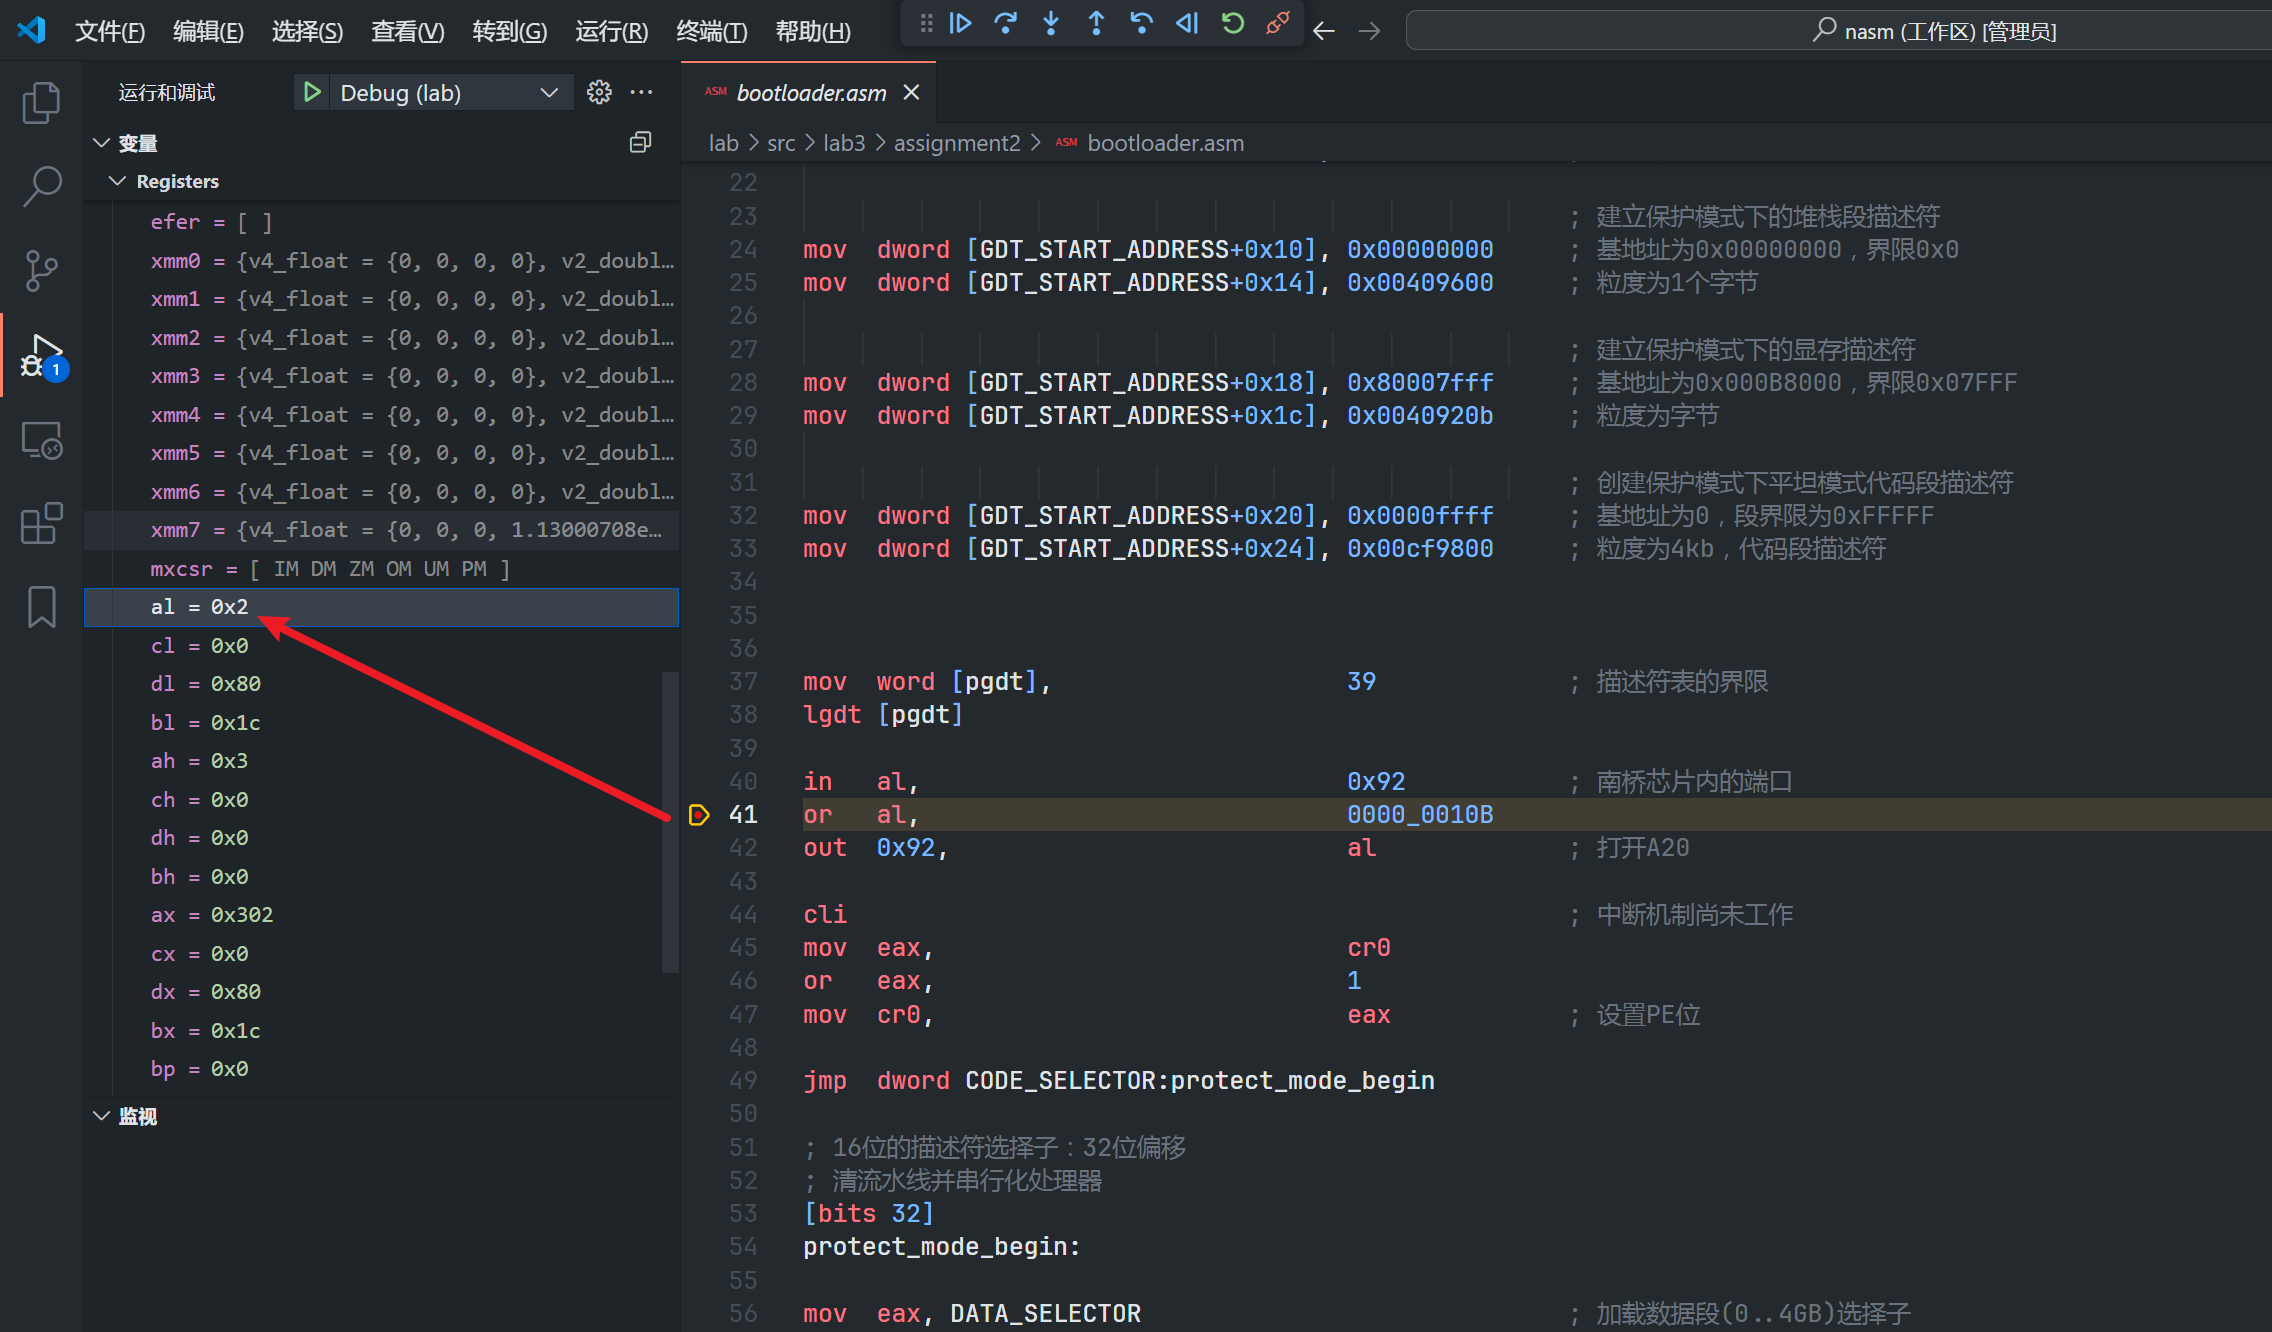 文件(F) 编辑(E) 选择(S) 查看(V) 转到(G) 运行(R) 终端(T) 帮助(H) nasm (工作区) [管理员]
运行和调试 Debug (lab) ...
变量
Registers
efer = [ ]
xmm0 = {v4_float = {0, 0, 0, 0}, v2_doubl...
xmm1 = {v4_float = {0, 0, 0, 0}, v2_doubl...
xmm2 = {v4_float = {0, 0, 0, 0}, v2_doubl...
xmm3 = {v4_float = {0, 0, 0, 0}, v2_doubl...
xmm4 = {v4_float = {0, 0, 0, 0}, v2_doubl...
xmm5 = {v4_float = {0, 0, 0, 0}, v2_doubl...
xmm6 = {v4_float = {0, 0, 0, 0}, v2_doubl...
xmm7 = {v4_float = {0, 0, 0, 1.13000708e...
mxcsr = [ IM DM ZM OM UM PM ]
al = 0x2
cl = 0x0
dl = 0x80
bl = 0x1c
ah = 0x3
ch = 0x0
dh = 0x0
bh = 0x0
ax = 0x302
cx = 0x0
dx = 0x80
bx = 0x1c
bp = 0x0
监视
1
ASM bootloader.asm
lab > src > lab3 > assignment2 > ASM bootloader.asm
22
23 ; 建立保护模式下的堆栈段描述符
24 mov dword [GDT_START_ADDRESS+0x10], 0x00000000 ; 基地址为0x00000000，界限0x0
25 mov dword [GDT_START_ADDRESS+0x14], 0x00409600 ; 粒度为1个字节
26
27 ; 建立保护模式下的显存描述符
28 mov dword [GDT_START_ADDRESS+0x18], 0x80007fff ; 基地址为0x000B8000，界限0x07FFF
29 mov dword [GDT_START_ADDRESS+0x1c], 0x0040920b ; 粒度为字节
30
31 ; 创建保护模式下平坦模式代码段描述符
32 mov dword [GDT_START_ADDRESS+0x20], 0x0000ffff ; 基地址为0，段界限为0xFFFFF
33 mov dword [GDT_START_ADDRESS+0x24], 0x00cf9800 ; 粒度为4kb，代码段描述符
34
35
36
37 mov word [pgdt], 39 ; 描述符表的界限
38 lgdt [pgdt]
39
40 in al, 0x92 ; 南桥芯片内的端口
41 or al, 0000_0010B
42 out 0x92, al ; 打开A20
43
44 cli ; 中断机制尚未工作
45 mov eax, cr0
46 or eax, 1
47 mov cr0, eax ; 设置PE位
48
49 jmp dword CODE_SELECTOR:protect_mode_begin
50
51 ; 16位的描述符选择子：32位偏移
52 ; 清流水线并串行化处理器
53 [bits 32]
54 protect_mode_begin:
55
56 mov eax, DATA_SELECTOR ; 加载数据段(0..4GB)选择子